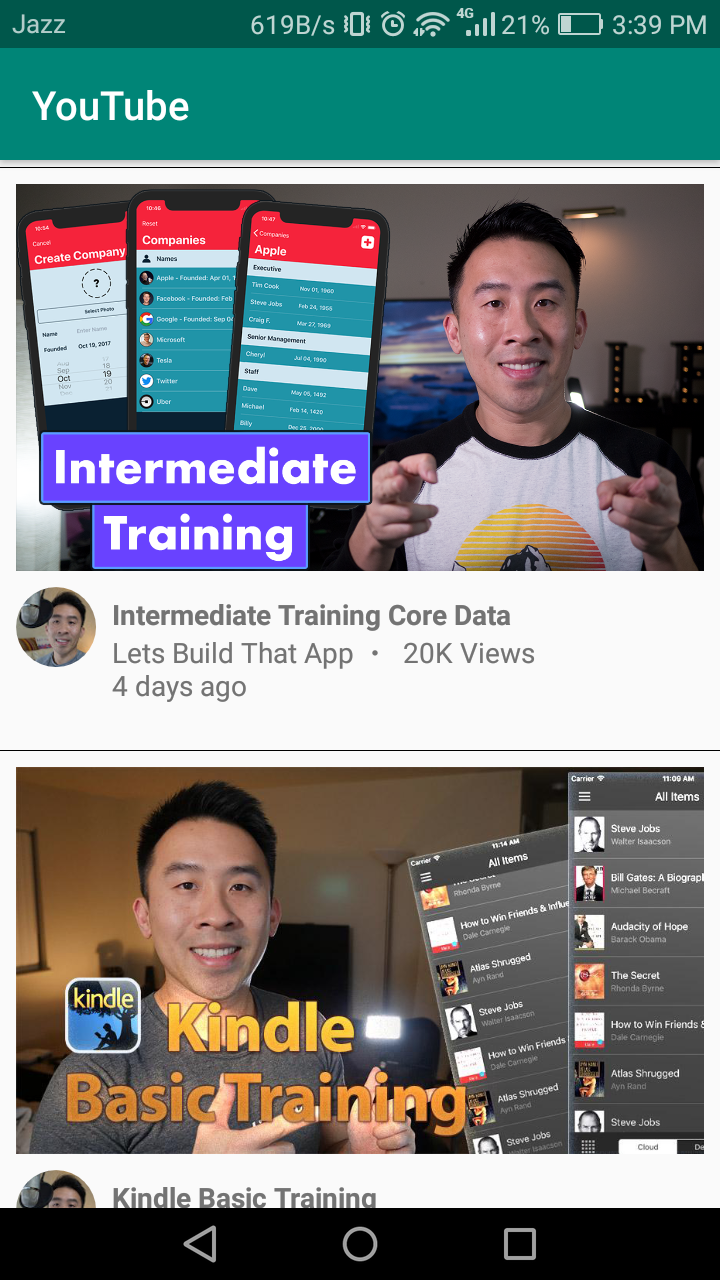 Jazz 619B/s 4G 21% 3:39 PM
YouTube
10:54
Cancel
Create Company
?
Select Photo
Name Enter Name
Founded Oct 19, 2017
Aug 17
Sep 18
Oct 19
Nov 20
Dec 21
10:46
Reset
Companies
Names
Apple - Founded: Apr 01, 1
Facebook - Founded: Feb
Google - Founded: Sep 04
Microsoft
Tesla
Twitter
Uber
10:47
Companies
Apple
Executive
Tim Cook Nov 01, 1960
Steve Jobs Feb 24, 1955
Craig F. Mar 27, 1969
Senior Management
Cheryl Jul 04, 1990
Staff
Dave May 05, 1492
Michael Feb 14, 1420
Billy Dec 25, 2000
Intermediate
Training
Intermediate Training Core Data
Lets Build That App • 20K Views
4 days ago
kindle
Kindle
Basic Training
Carrier 11:14 AM
All Items
Rhonda Byrne
How to Win Friends & Influe
Dale Carnegie
Atlas Shrugged
Ayn Rand
Steve Jobs
Walter Isaacson
How to Win Friends
Dale Carnegie
Atlas Shrugged
Ayn Rand
Steve Jobs
Walter Isaacson
Carrier 11:09 AM
All Items
Steve Jobs
Walter Isaacson
Bill Gates: A Biograp
Michael Becraft
Audacity of Hope
Barack Obama
The Secret
Rhonda Byrne
How to Win Friends &
Dale Carnegie
Atlas Shrugged
Ayn Rand
Steve Jobs
Cloud De
Kindle Basic Training